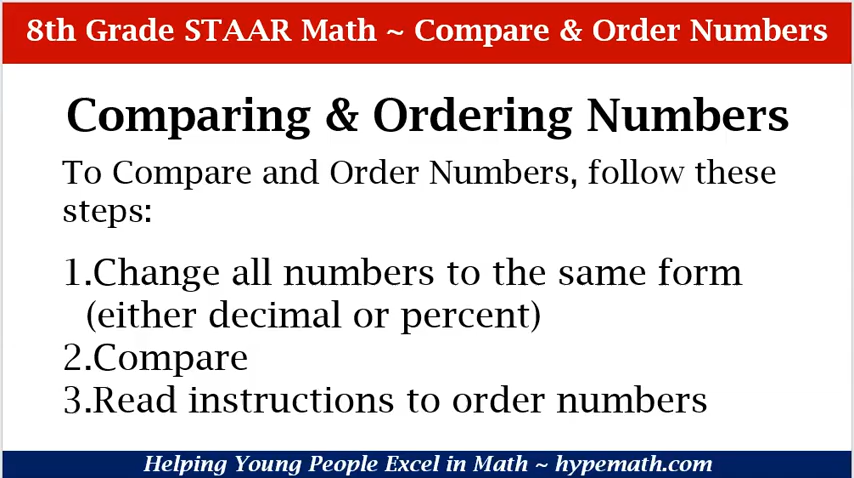 8th Grade STAAR Math ~ Compare & Order Numbers
Comparing & Ordering Numbers
To Compare and Order Numbers, follow these
steps:
1.Change all numbers to the same form
(either decimal or percent)
2.Compare
3.Read instructions to order numbers
Helping Young People Excel in Math ~ hypemath.com